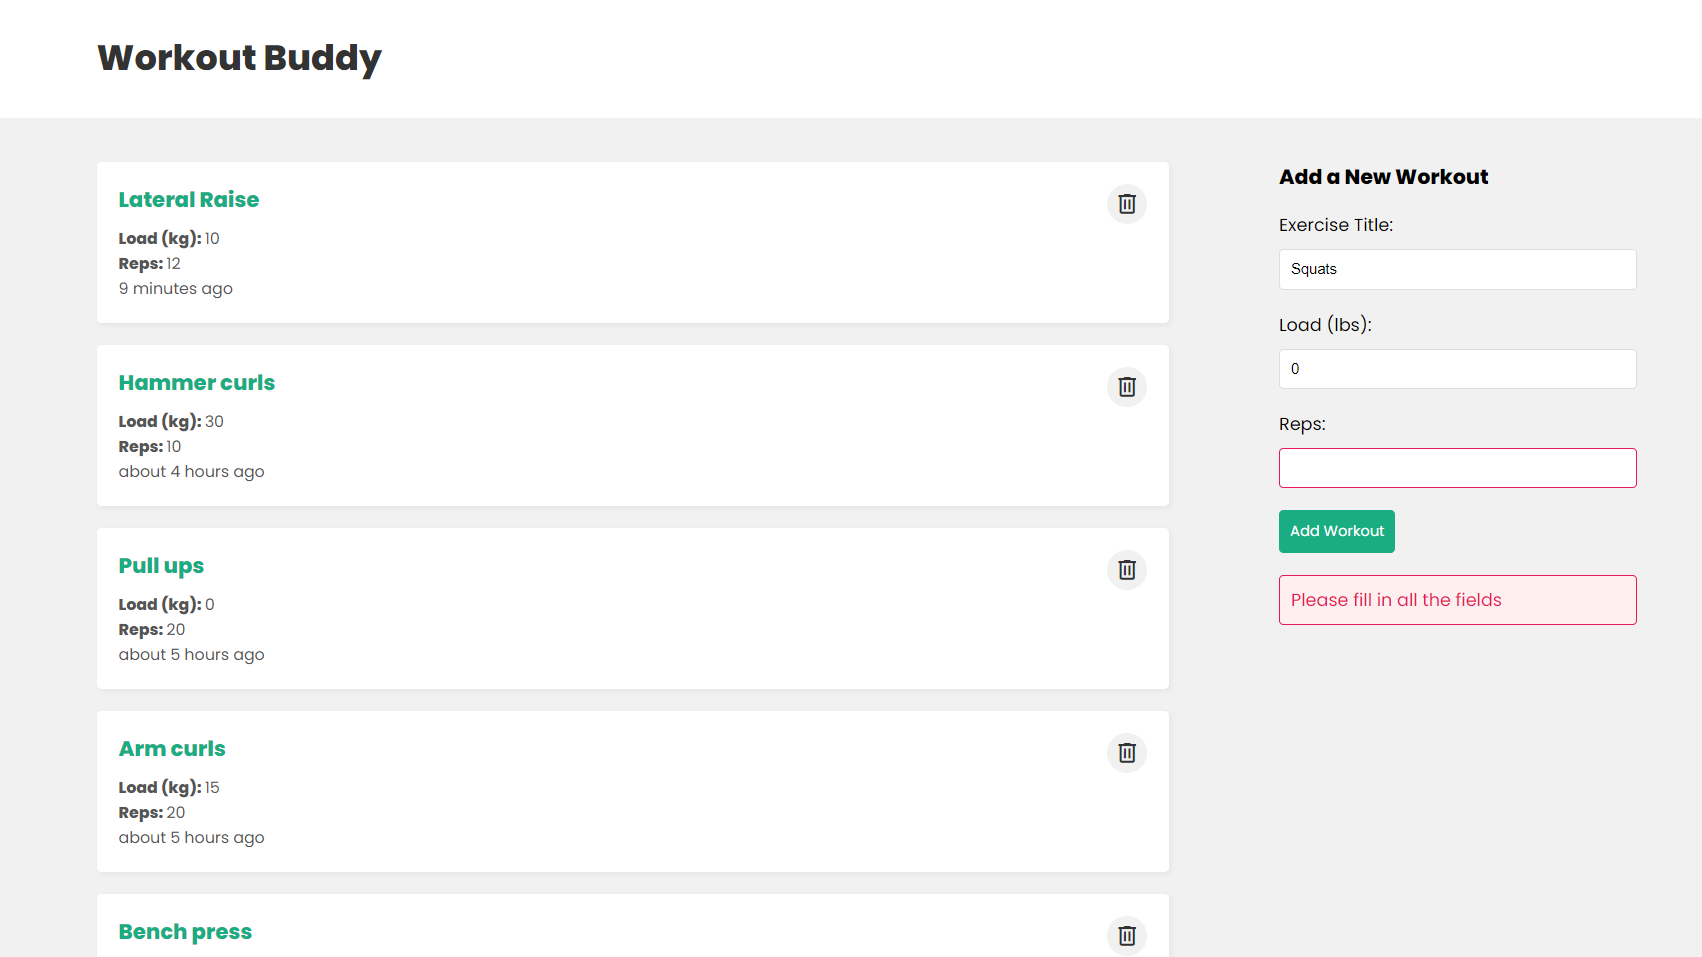 Workout Buddy
Lateral Raise
Load (kg): 10
Reps: 12
9 minutes ago
Hammer curls
Load (kg): 30
Reps: 10
about 4 hours ago
Pull ups
Load (kg): 0
Reps: 20
about 5 hours ago
Arm curls
Load (kg): 15
Reps: 20
about 5 hours ago
Bench press
Add a New Workout
Exercise Title:
Squats
Load (lbs):
0
Reps:
Add Workout
Please fill in all the fields